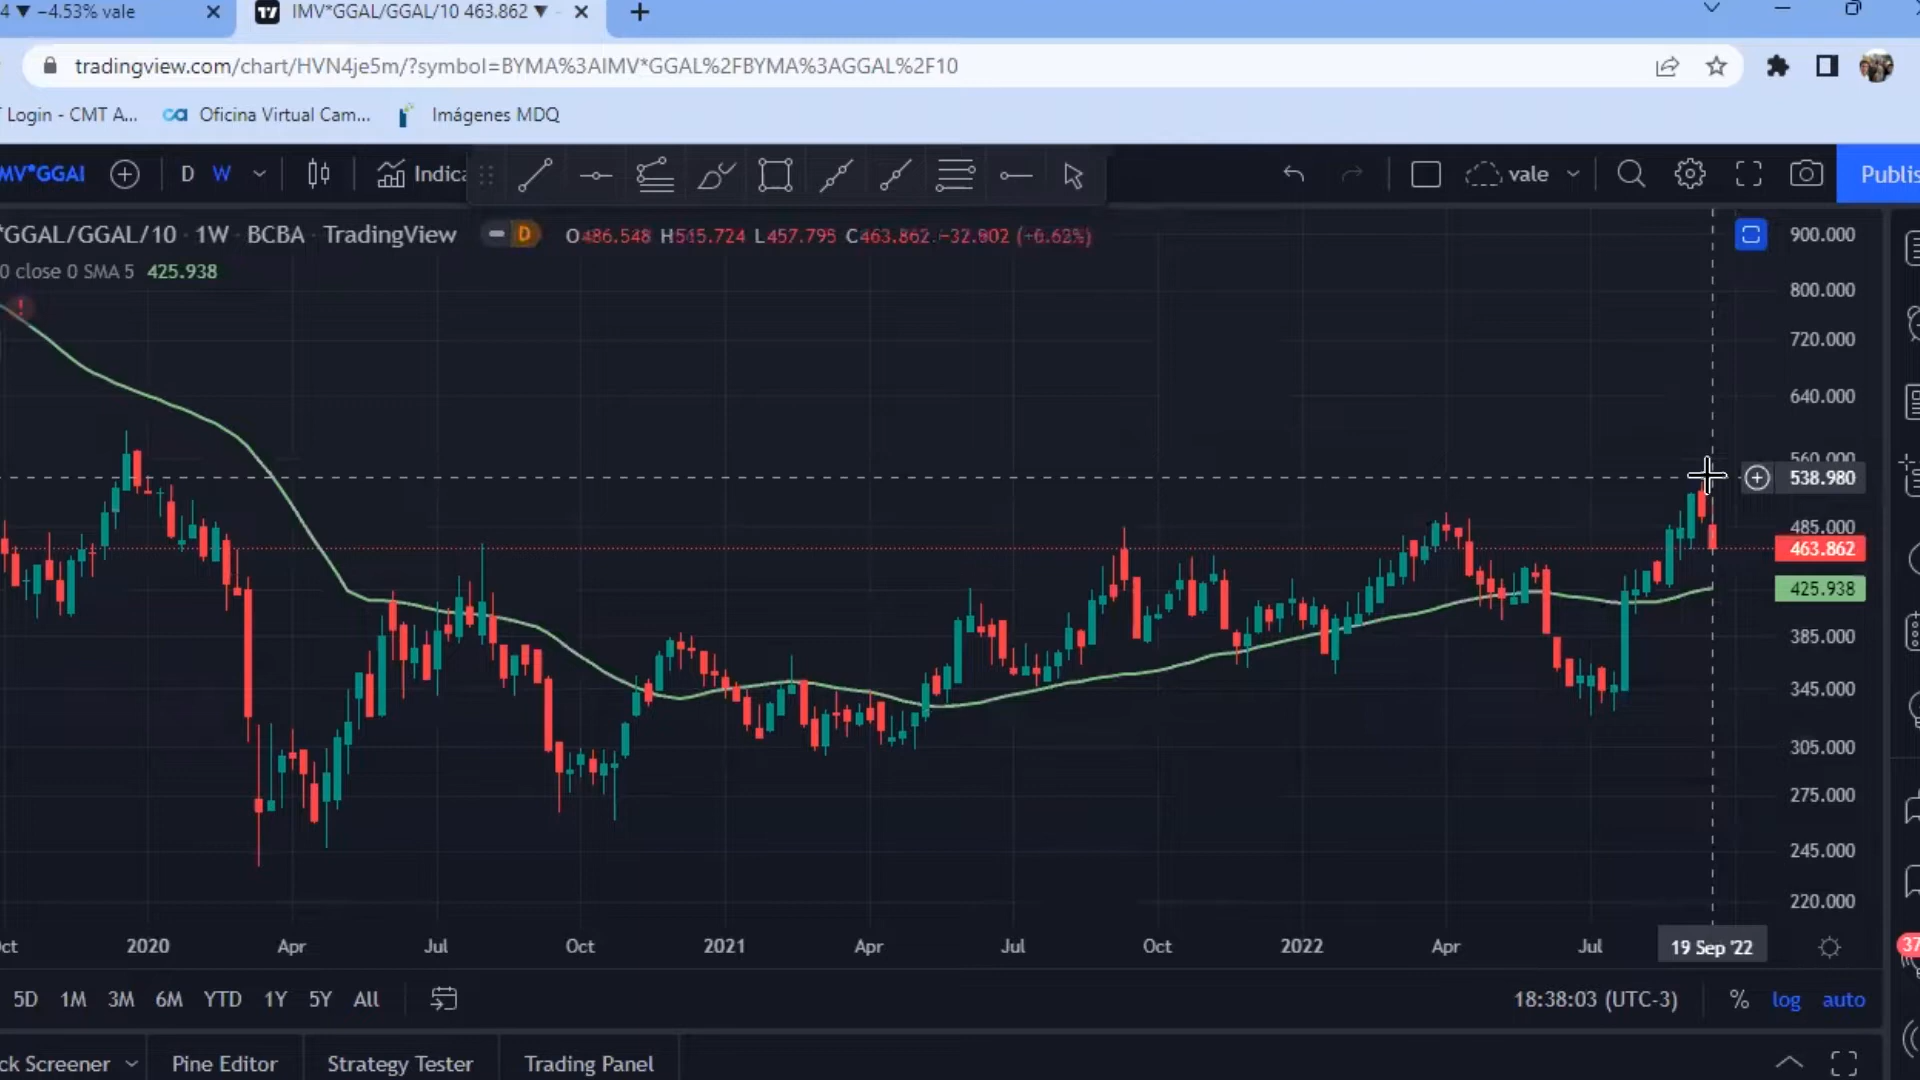 4 ▼ −4.53% vale
IMV*GGAL/GGAL/10 463.862 ▼
tradingview.com/chart/HVN4je5m/?symbol=BYMA%3AIMV*GGAL%2FBYMA%3AGGAL%2F10
Login - CMT A...
Oficina Virtual Cam...
Imágenes MDQ
MV*GGAI
D
W
Indica
vale
Publis
*GGAL/GGAL/10 · 1W · BCBA · TradingView
D
O486.548 H515.724 L457.795 C463.862 −32.902 (−6.62%)
0 close 0 SMA 5 425.938
900.000
800.000
720.000
640.000
560.000
538.980
485.000
463.862
425.938
385.000
345.000
305.000
275.000
245.000
220.000
ct
2020
Apr
Jul
Oct
2021
Apr
Jul
Oct
2022
Apr
Jul
19 Sep '22
37
5D 1M 3M 6M YTD 1Y 5Y All
18:38:03 (UTC-3)
% log auto
ck Screener
Pine Editor
Strategy Tester
Trading Panel